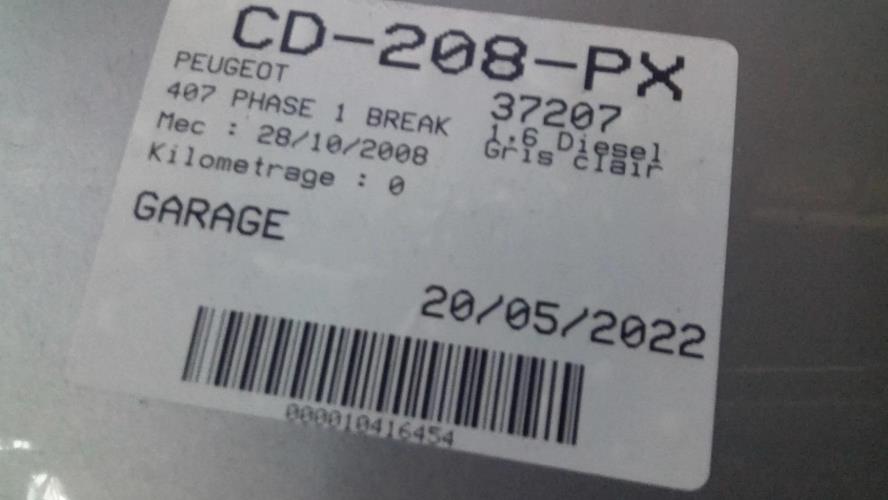 CD-208-PX
PEUGEOT
407 PHASE 1 BREAK
37207
Mec : 28/10/2008
1.6 Diesel
Kilometrage : 0
Gris clair
GARAGE
20/05/2022
000010416454